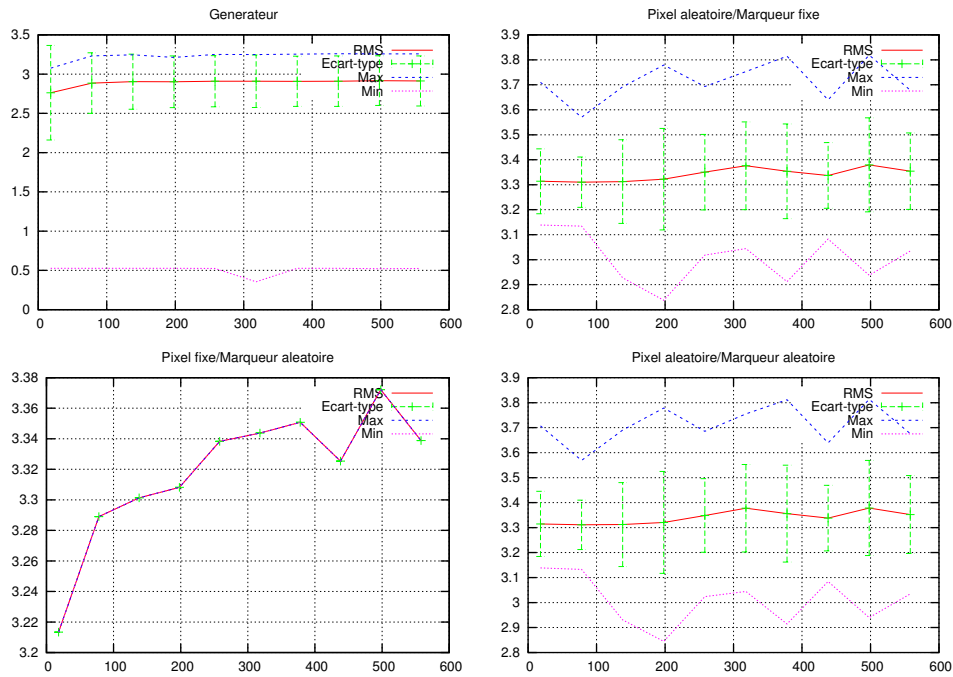 Generateur
3.5
3
2.5
2
1.5
1
0.5
0
0 100 200 300 400 500 600
RMS
Ecart-type
Max
Min
Pixel aleatoire/Marqueur fixe
3.9
3.8
3.7
3.6
3.5
3.4
3.3
3.2
3.1
3
2.9
2.8
0 100 200 300 400 500 600
RMS
Ecart-type
Max
Min
Pixel fixe/Marqueur aleatoire
3.38
3.36
3.34
3.32
3.3
3.28
3.26
3.24
3.22
3.2
0 100 200 300 400 500 600
RMS
Ecart-type
Max
Min
Pixel aleatoire/Marqueur aleatoire
3.9
3.8
3.7
3.6
3.5
3.4
3.3
3.2
3.1
3
2.9
2.8
0 100 200 300 400 500 600
RMS
Ecart-type
Max
Min